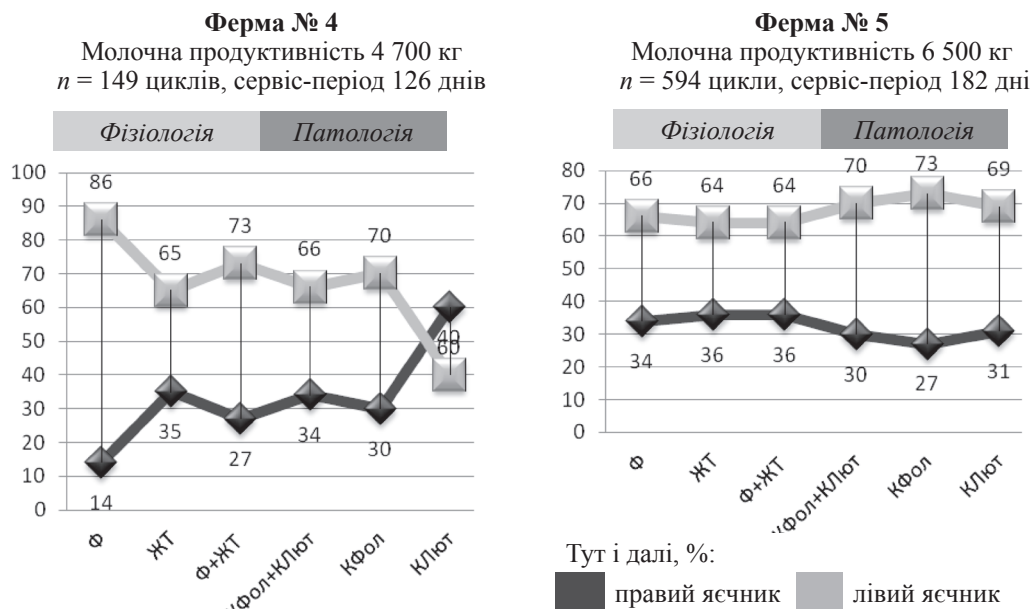 Ферма № 4
Молочна продуктивність 4 700 кг
n = 149 циклів, сервіс-період 126 днів
Фізіологія Патологія
100
90
80
70
60
50
40
30
20
10
0
86
65
73
66
70
40
14
35
27
34
30
60
Ф
ЖТ
Ф+ЖТ
КФол+КЛют
КФол
КЛют
Ферма № 5
Молочна продуктивність 6 500 кг
n = 594 цикли, сервіс-період 182 дні
Фізіологія Патологія
80
70
60
50
40
30
20
10
0
66
64
64
70
73
69
34
36
36
30
27
31
Ф
ЖТ
Ф+ЖТ
КФол+КЛют
КФол
КЛют
Тут і далі, %:
правий яєчник лівий яєчник